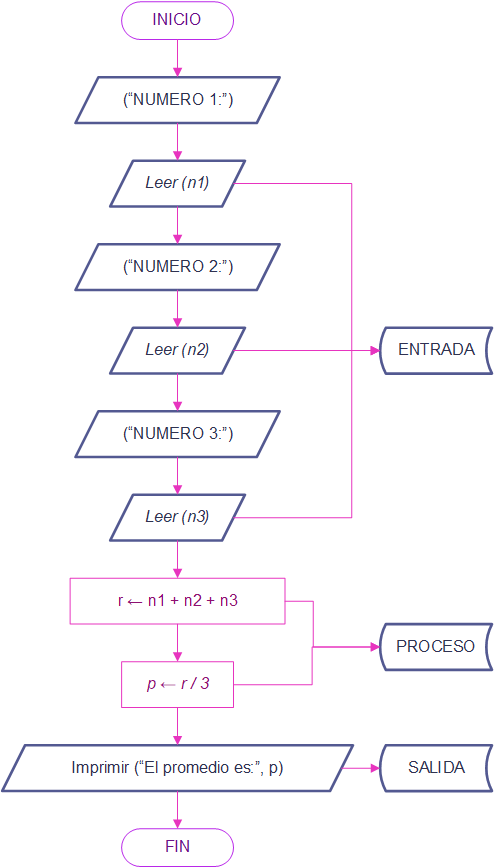 INICIO
(“NUMERO 1:”)
Leer (n1)
(“NUMERO 2:”)
Leer (n2)
ENTRADA
(“NUMERO 3:”)
Leer (n3)
r ← n1 + n2 + n3
PROCESO
p ← r / 3
Imprimir (“El promedio es:”, p)
SALIDA
FIN